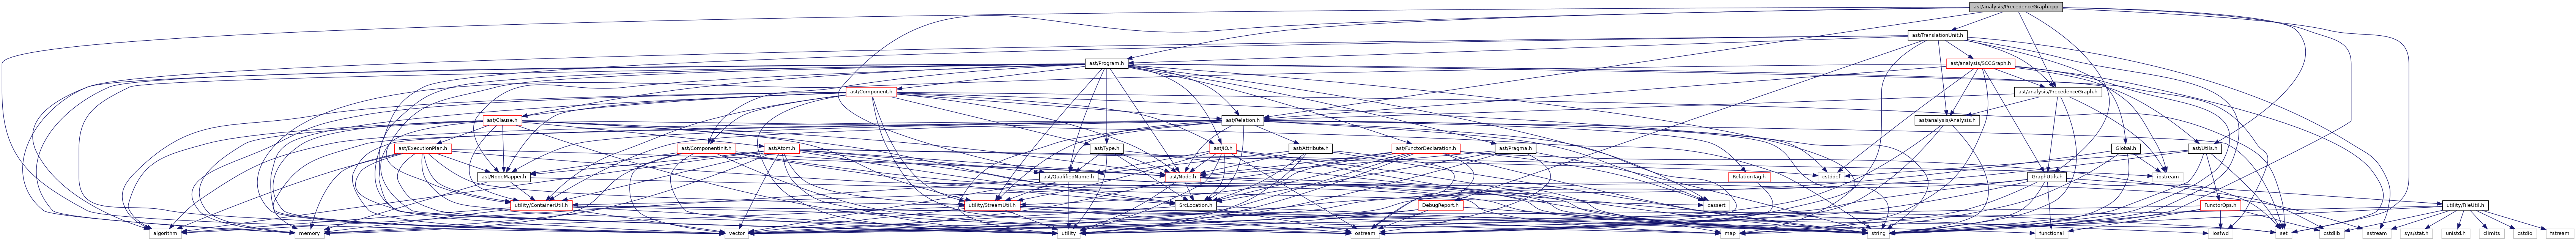 ast/analysis/PrecedenceGraph.cpp
ast/TranslationUnit.h
ast/Program.h
ast/analysis/SCCGraph.h
ast/Component.h
ast/analysis/PrecedenceGraph.h
ast/Clause.h
ast/Relation.h
ast/analysis/Analysis.h
ast/ExecutionPlan.h
ast/ComponentInit.h
ast/Atom.h
ast/Type.h
ast/IO.h
ast/Attribute.h
ast/FunctorDeclaration.h
ast/Pragma.h
Global.h
ast/Utils.h
ast/NodeMapper.h
ast/QualifiedName.h
ast/Node.h
RelationTag.h
cstddef
GraphUtils.h
iostream
utility/ContainerUtil.h
utility/StreamUtil.h
SrcLocation.h
DebugReport.h
cassert
FunctorOps.h
utility/FileUtil.h
algorithm
memory
vector
utility
ostream
map
string
functional
iosfwd
set
cstdlib
sstream
sys/stat.h
unistd.h
climits
cstdio
fstream